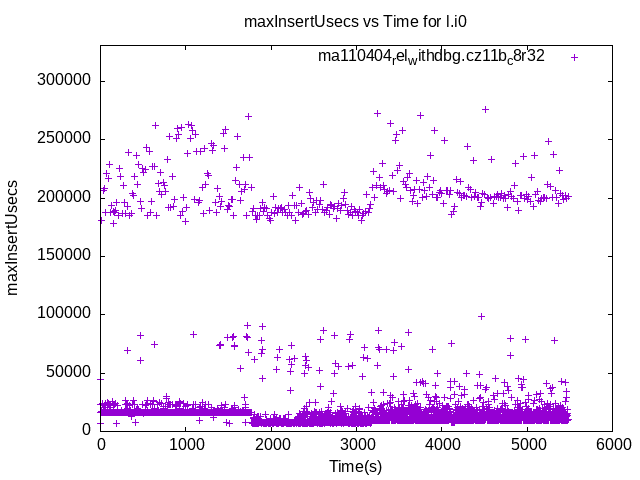 maxInsertUsecs vs Time for l.i0
ma110404_rel_withdbg.cz11b_c8r32
300000
250000
200000
150000
100000
50000
0
maxInsertUsecs
0 1000 2000 3000 4000 5000 6000
Time(s)